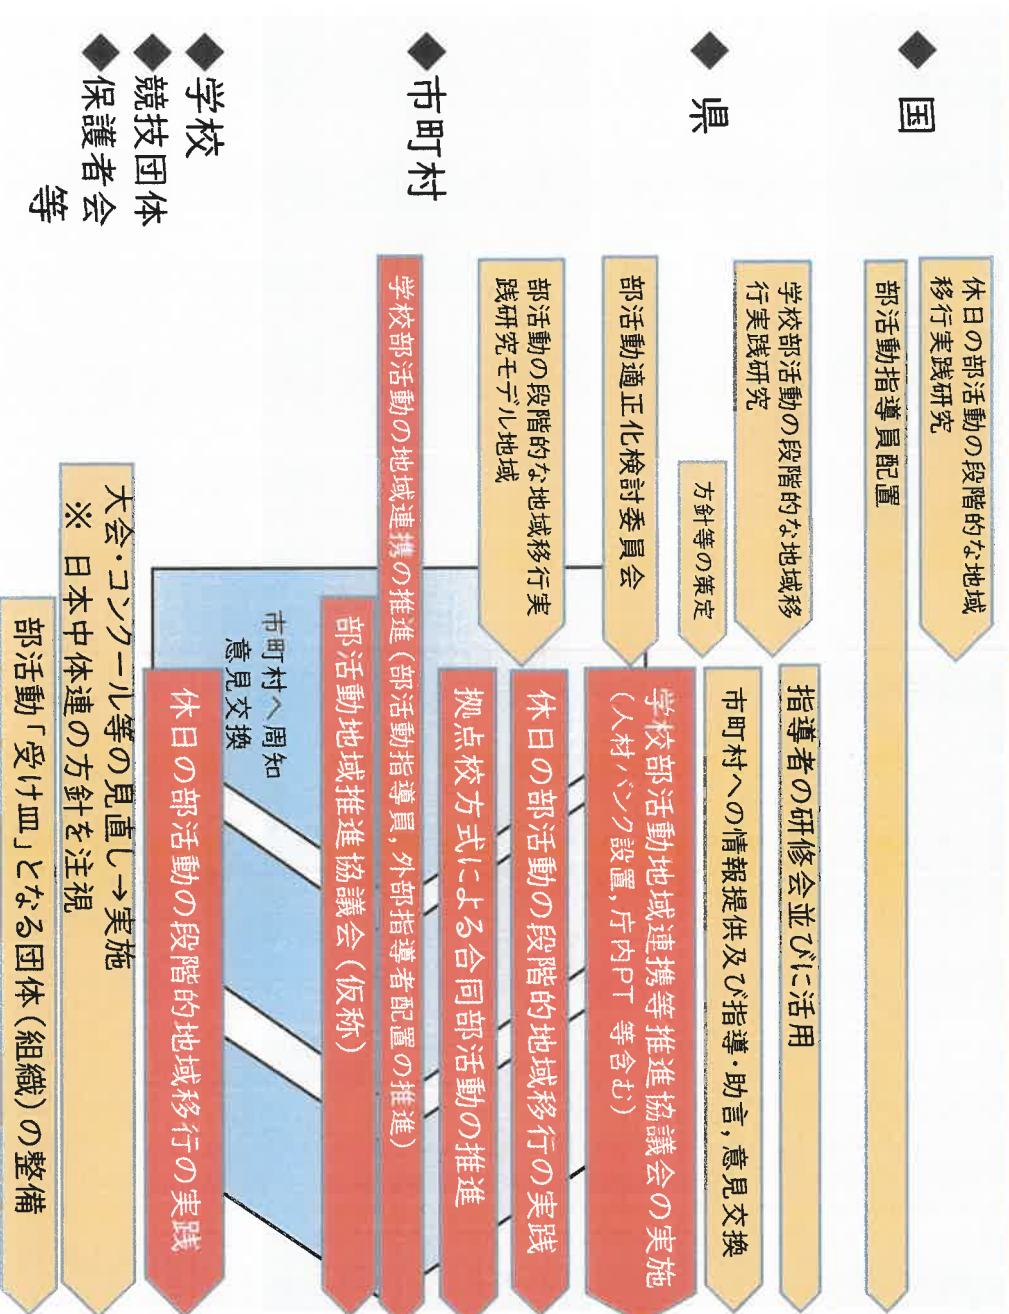 ◆ 国
休日の部活動の段階的な地域
移行実践研究
部活動指導員配置
◆ 県
学校部活動の段階的な地域移
行実践研究
指導者の研修会並びに活用
方針等の策定
市町村への情報提供及び指導・助言，意見交換
部活動適正化検討委員会
学校部活動地域連携等推進協議会の実施
（人材バンク設置，庁内PT 等含む）
◆ 市町村
部活動の段階的な地域移行実
践研究モデル地域
休日の部活動の段階的地域移行の実践
拠点校方式による合同部活動の推進
学校部活動の地域連携の推進（部活動指導員，外部指導者配置の推進）
部活動地域推進協議会（仮称）
市町村へ周知
意見交換
◆ 学校
◆ 競技団体
◆ 保護者会
等
休日の部活動の段階的地域移行の実践
大会・コンクール等の見直し→実施
※ 日本中体連の方針を注視
部活動「受け皿」となる団体（組織）の整備